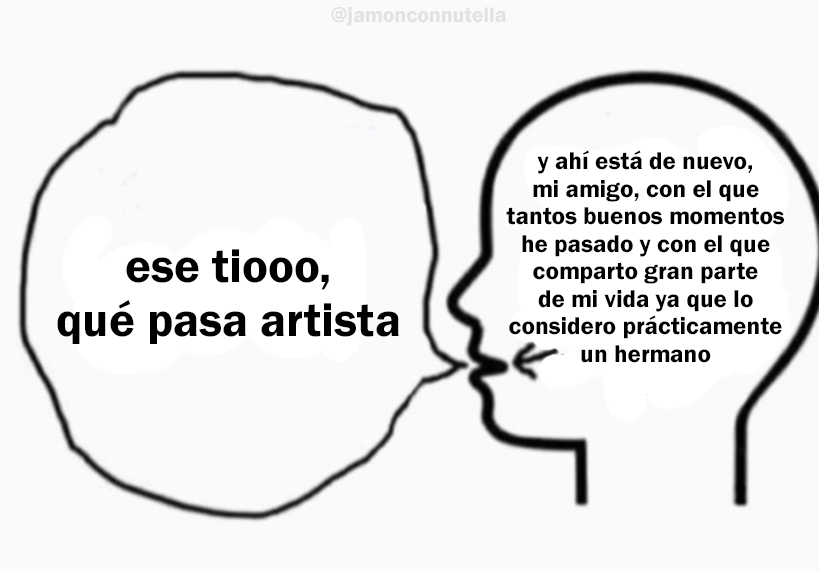 @jamonconnutella
ese tiooo,
qué pasa artista
y ahí está de nuevo,
mi amigo, con el que
tantos buenos momentos
he pasado y con el que
comparto gran parte
de mi vida ya que lo
considero prácticamente
un hermano